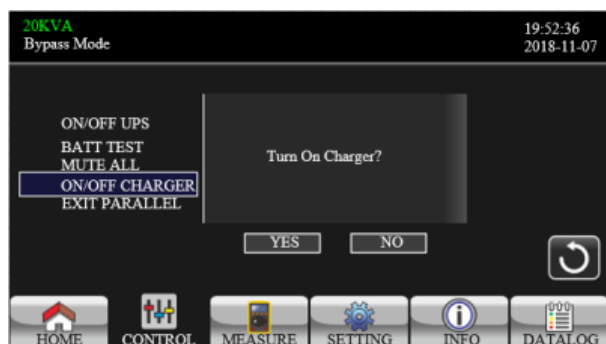 20KVA
Bypass Mode
19:52:36
2018-11-07
ON/OFF UPS
BATT TEST
MUTE ALL
ON/OFF CHARGER
EXIT PARALLEL
Turn On Charger?
YES
NO
HOME
CONTROL
MEASURE
SETTING
INFO
DATALOG